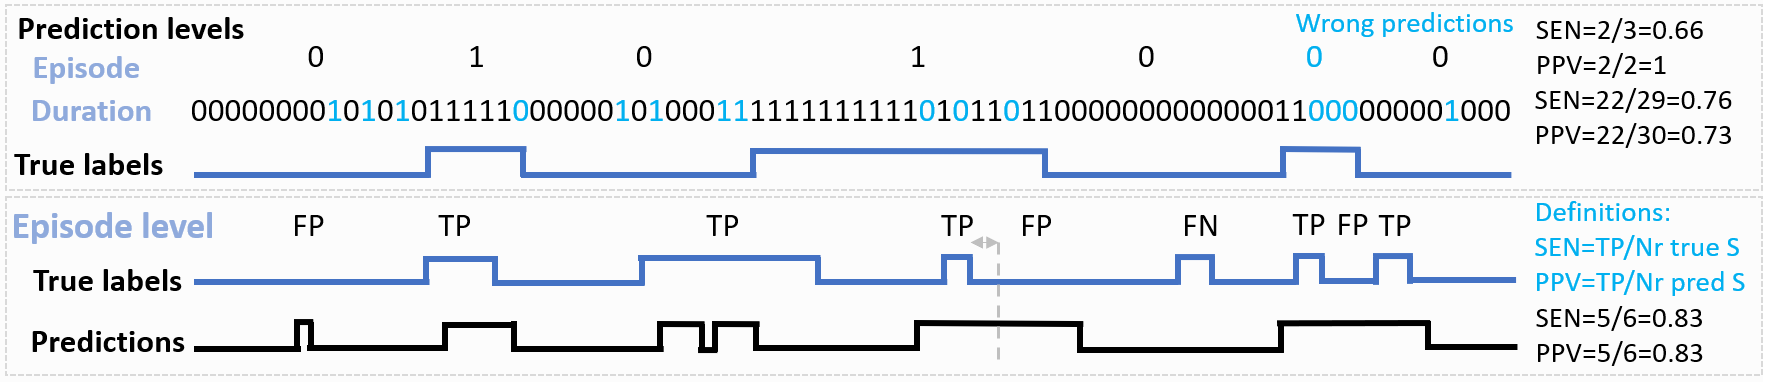 Prediction levels
Wrong predictions
Episode 0 1 0 1 0 0 0
Duration 000000001010101111100000010100011111111111101011011000000000000011000000001000
True labels
SEN=2/3=0.66
PPV=2/2=1
SEN=22/29=0.76
PPV=22/30=0.73
Episode level
FP TP TP TP FP FN TP FP TP
True labels
Predictions
Definitions:
SEN=TP/Nr true S
PPV=TP/Nr pred S
SEN=5/6=0.83
PPV=5/6=0.83